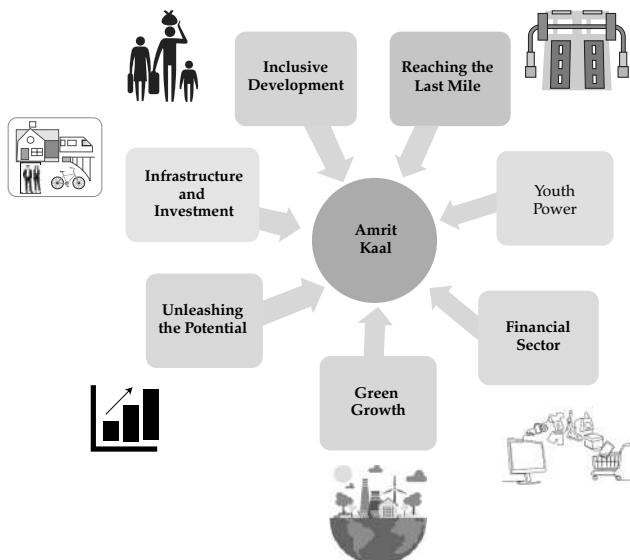 Inclusive
Development
Reaching the
Last Mile
Infrastructure
and
Investment
Youth
Power
Amrit
Kaal
Unleashing
the Potential
Financial
Sector
Green
Growth